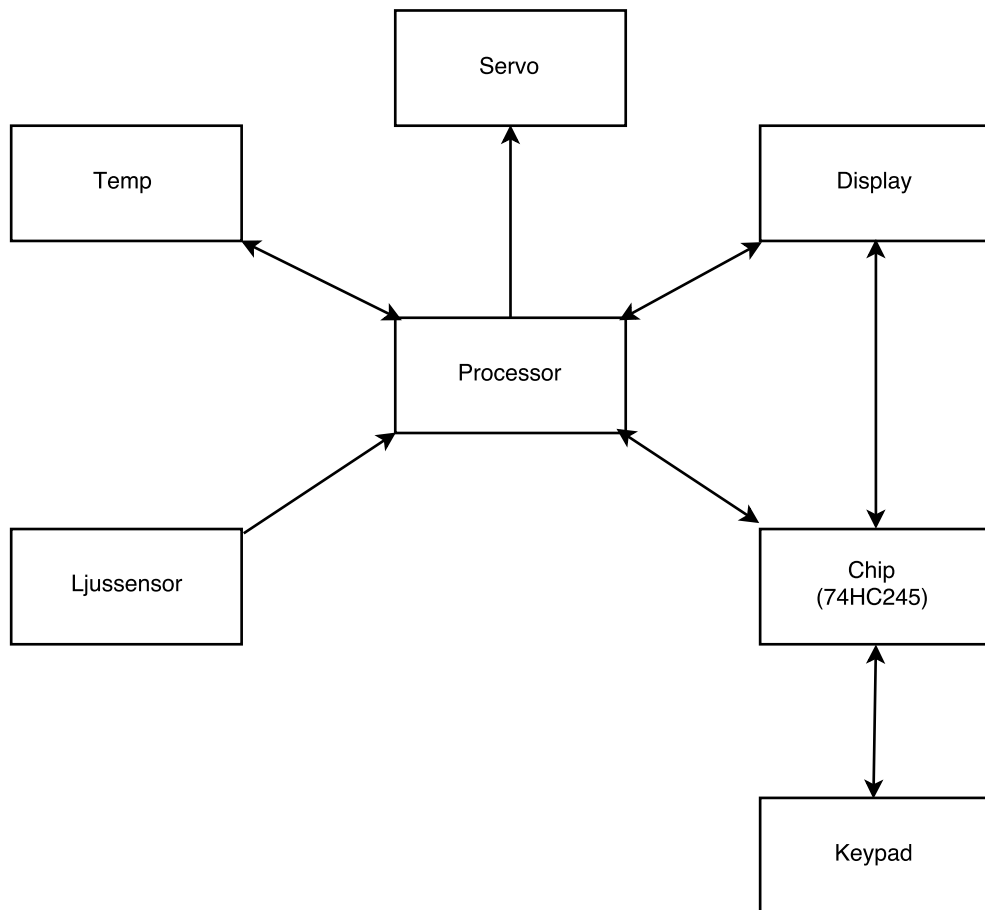 Servo
Temp
Display
Processor
Ljussensor
Chip
(74HC245)
Keypad